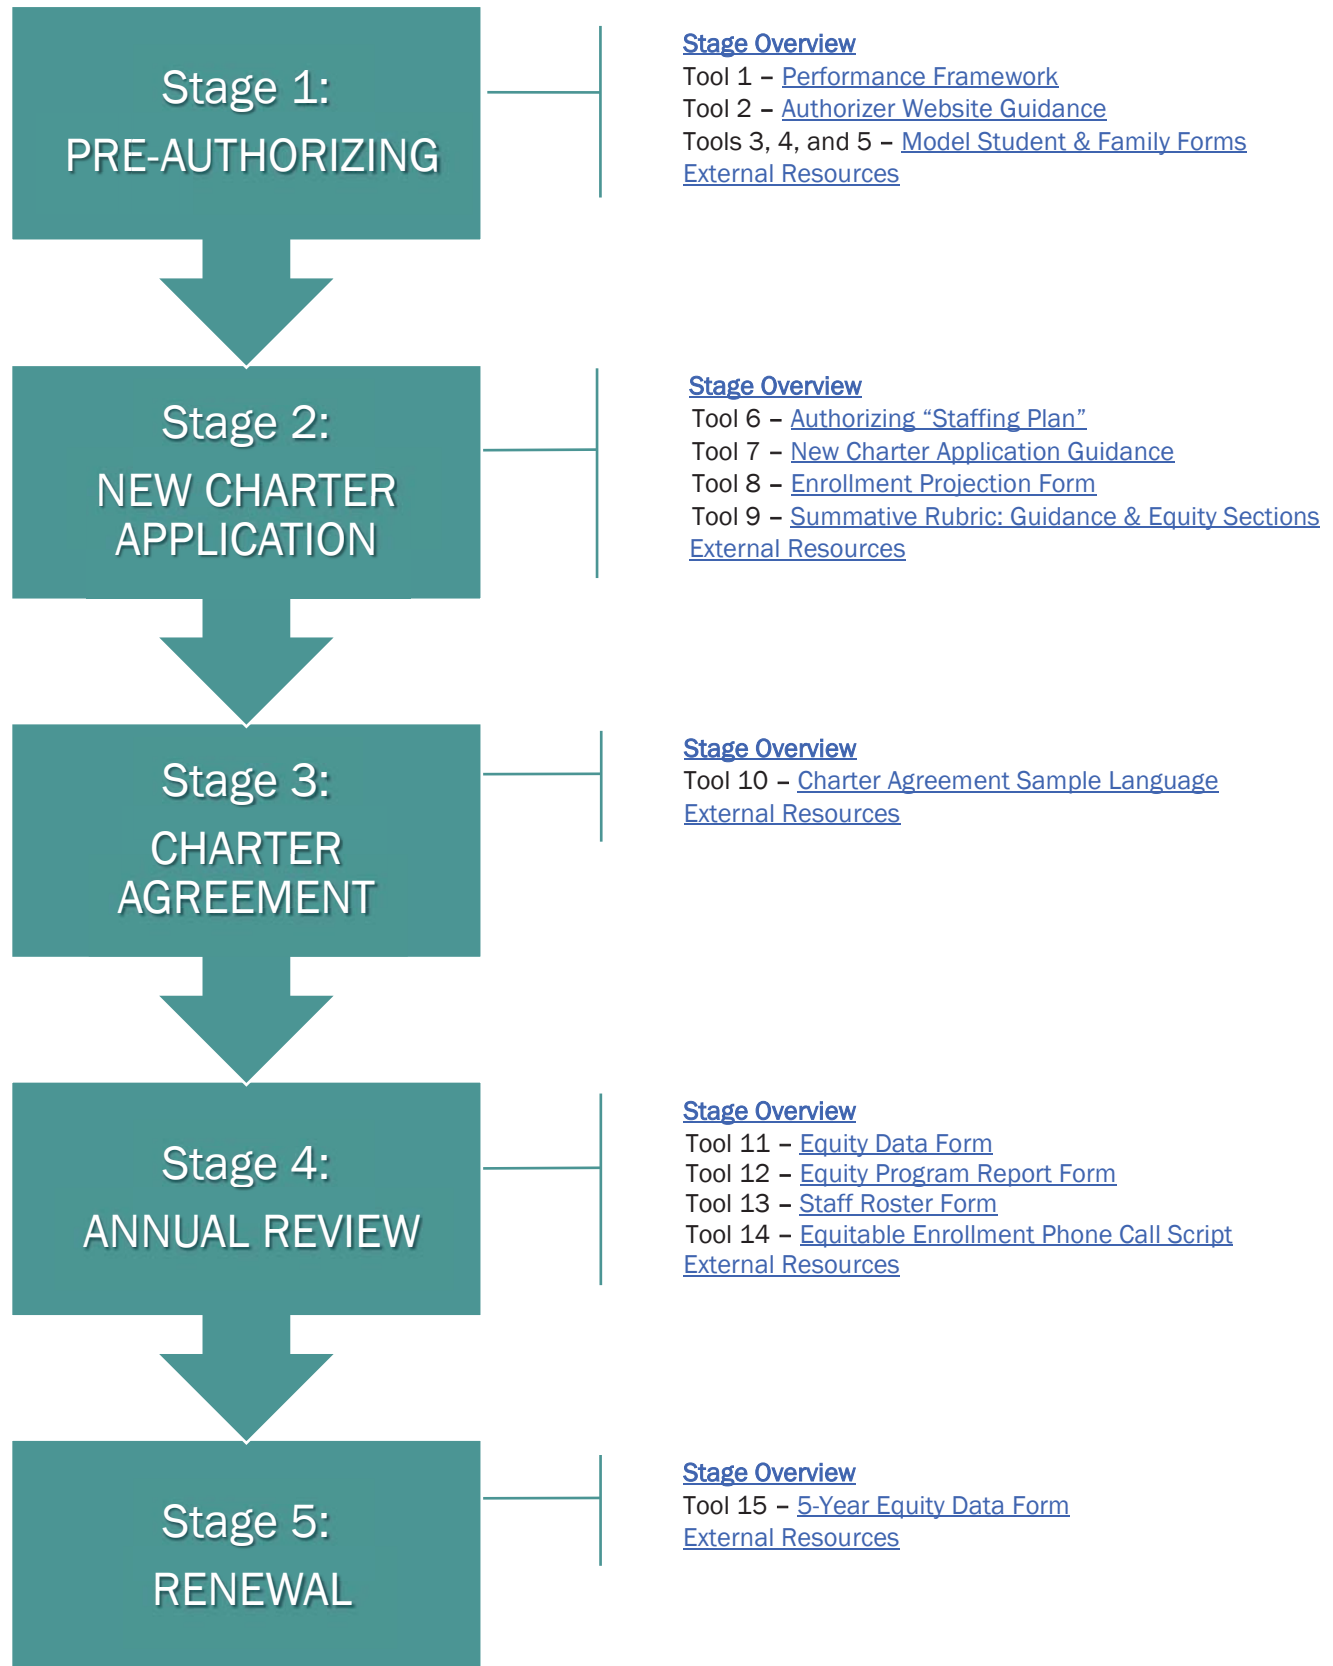 Stage 1:
PRE-AUTHORIZING
Stage Overview
Tool 1 – Performance Framework
Tool 2 – Authorizer Website Guidance
Tools 3, 4, and 5 – Model Student & Family Forms
External Resources
Stage 2:
NEW CHARTER
APPLICATION
Stage Overview
Tool 6 – Authorizing “Staffing Plan”
Tool 7 – New Charter Application Guidance
Tool 8 – Enrollment Projection Form
Tool 9 – Summative Rubric: Guidance & Equity Sections
External Resources
Stage 3:
CHARTER
AGREEMENT
Stage Overview
Tool 10 – Charter Agreement Sample Language
External Resources
Stage 4:
ANNUAL REVIEW
Stage Overview
Tool 11 – Equity Data Form
Tool 12 – Equity Program Report Form
Tool 13 – Staff Roster Form
Tool 14 – Equitable Enrollment Phone Call Script
External Resources
Stage 5:
RENEWAL
Stage Overview
Tool 15 – 5-Year Equity Data Form
External Resources